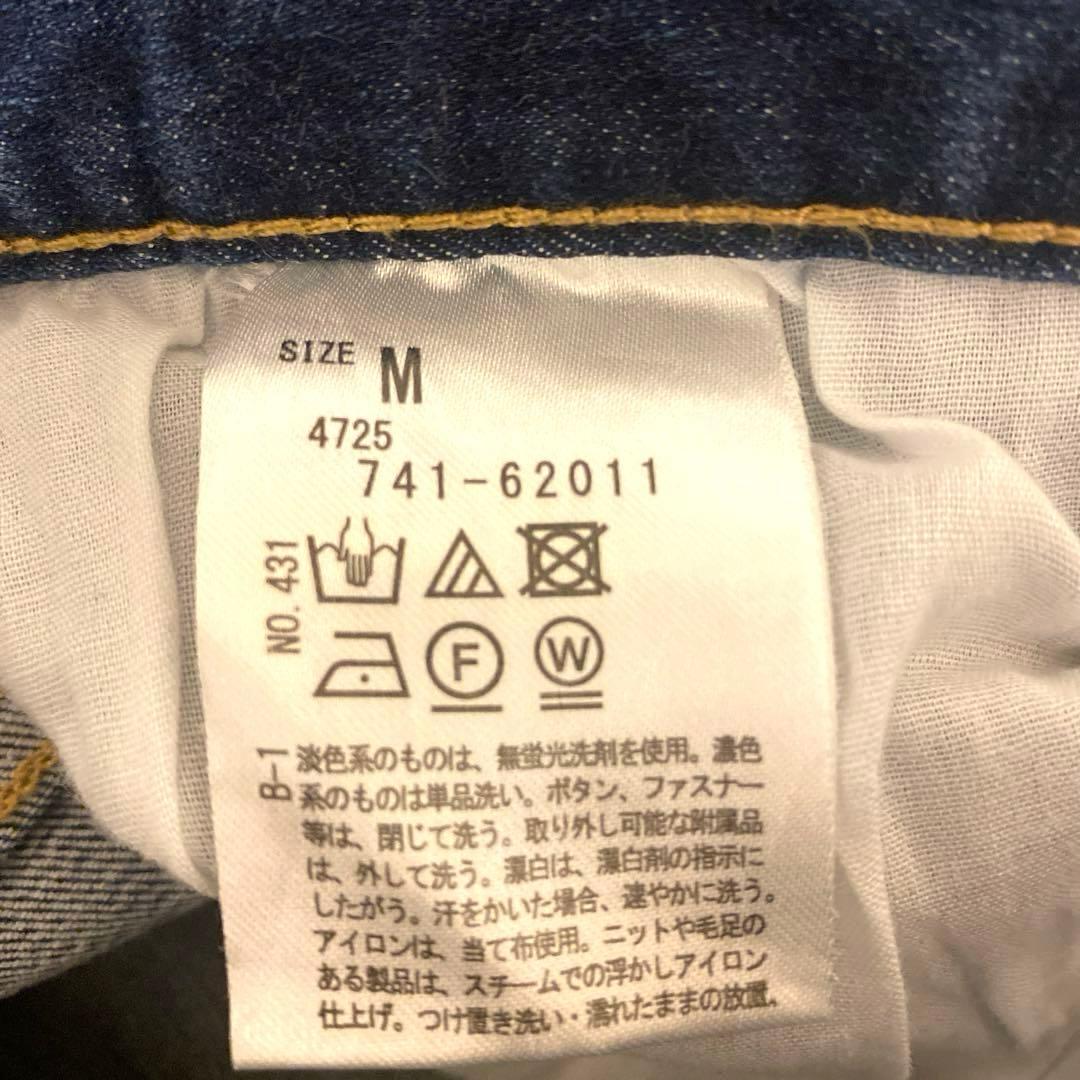 SIZE M
4725
741-62011
NO. 431
F W
B-1
淡色系のものは、無蛍光洗剤を使用。濃色
系のものは単品洗い。ボタン、ファスナー
等は、閉じて洗う。取り外し可能な附属品
は、外して洗う。漂白は、漂白剤の指示に
したがう。汗をかいた場合、速やかに洗う。
アイロンは、当て布使用。ニットや毛足の
ある製品は、スチームでの浮かしアイロン
仕上げ。つけ置き洗い・濡れたままの放置。